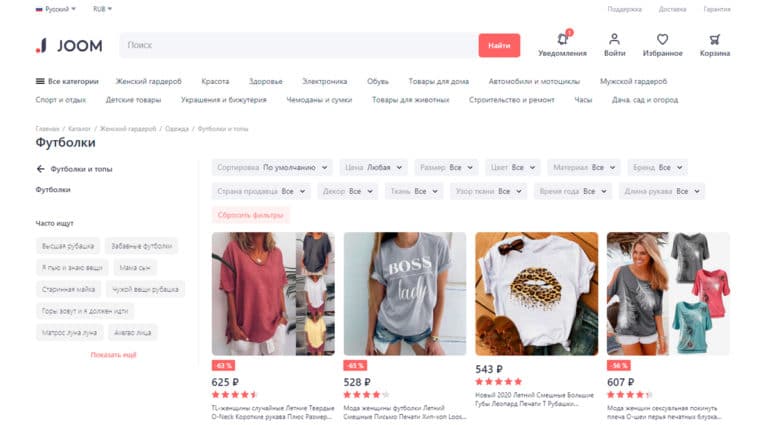 Русский RUB Поддержка Доставка Гарантия
JOOM Поиск Найти 1 Уведомления Войти Избранное Корзина
Все категории Женский гардероб Красота Здоровье Электроника Обувь Товары для дома Автомобили и мотоциклы Мужской гардероб
Спорт и отдых Детские товары Украшения и бижутерия Чемоданы и сумки Товары для животных Строительство и ремонт Часы Дача, сад и огород
Главная / Каталог / Женский гардероб / Одежда / Футболки и топы
Футболки
Футболки и топы
Футболки
Часто ищут
Высшая рубашка Забавные футболки
Я пью и знаю вещи Мама сын
Старинная майка Чужой вещи рубашка
Горы зовут и я должен идти
Матрос луна луна Ахегао лица
Показать ещё
Сортировка По умолчанию Цена Любая Размер Все Цвет Все Материал Все Бренд Все
Страна продавца Все Декор Все Ткань Все Узор ткани Все Время года Все Длина рукава Все
Сбросить фильтры
BOSS
lady
-63 %
625 ₽
TL-женщины случайные Летние Твердые
O-Neck Короткие рукава Плюс Размер...
-65 %
528 ₽
Мода женщины футболки Летний
Смешные Письмо Печати Хип-хоп Loos...
543 ₽
Новый 2020 Летний Смешные Большие
Губы Леопард Печати Т Рубашки...
-56 %
607 ₽
Мода женщин сексуальная покинуть
плеча О-шеи перья печатных блузка...